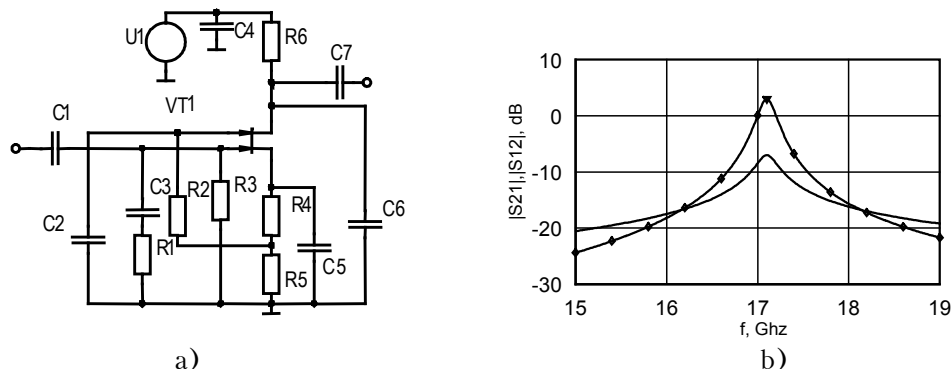 U1
C4
R6
C7
C1
VT1
C3
R2
R3
R4
C6
C2
R1
C5
R5
a)
|S21|,|S12|, dB
10
0
-10
-20
-30
15
16
17
18
19
f, Ghz
b)